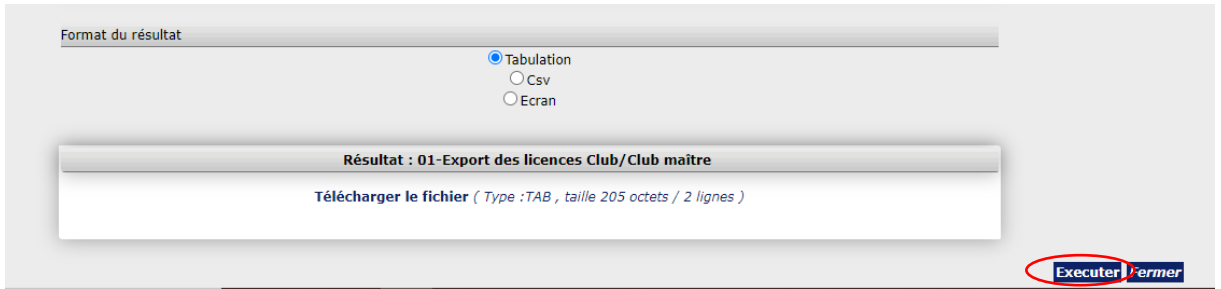 Format du résultat
Tabulation
Csv
Ecran
Résultat : 01-Export des licences Club/Club maître
Télécharger le fichier ( Type :TAB , taille 205 octets / 2 lignes )
Executer Fermer